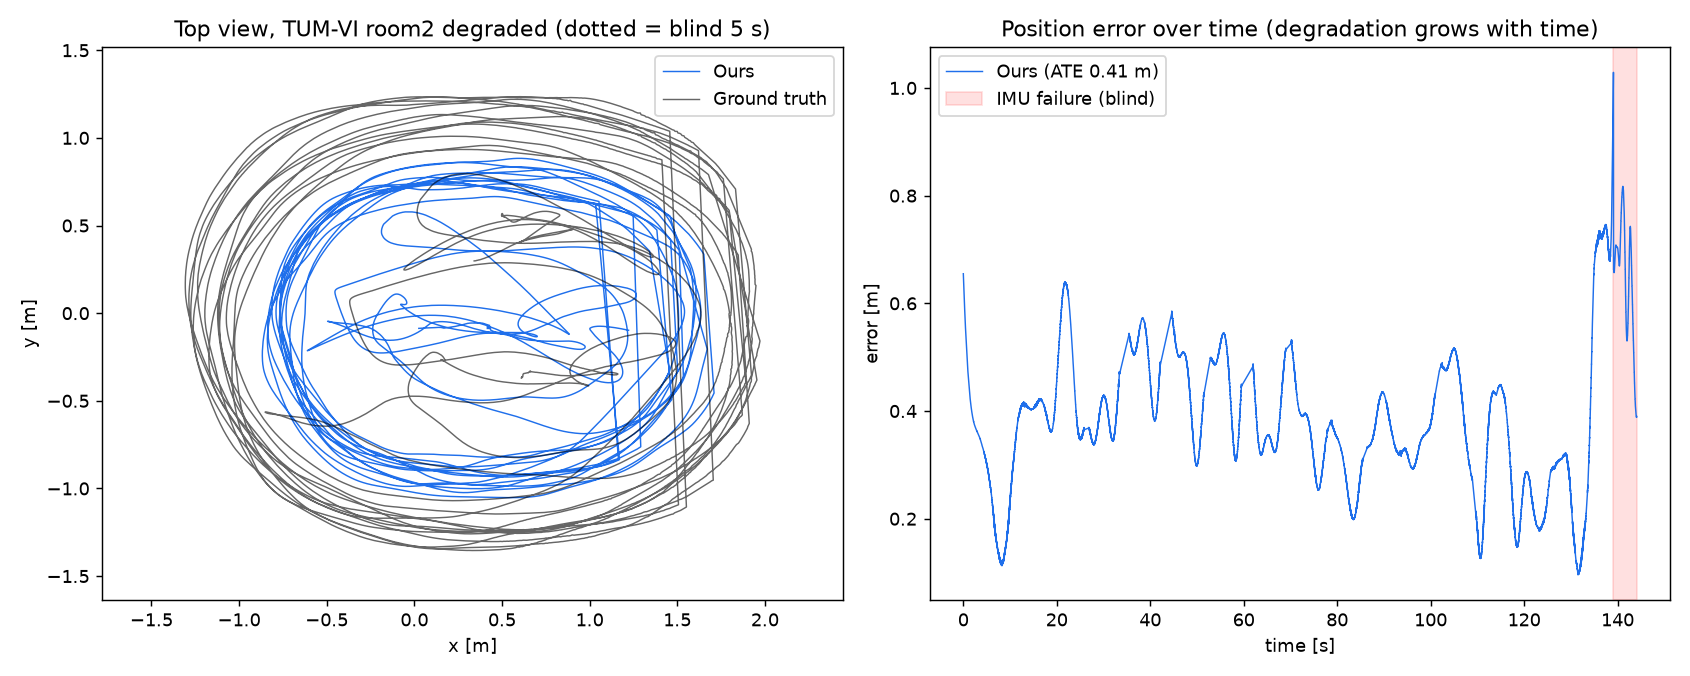 Top view, TUM-VI room2 degraded (dotted = blind 5 s)
Ours
Ground truth
1.5
1.0
0.5
0.0
−0.5
−1.0
−1.5
y [m]
−1.5
−1.0
−0.5
0.0
0.5
1.0
1.5
2.0
x [m]
Position error over time (degradation grows with time)
Ours (ATE 0.41 m)
IMU failure (blind)
1.0
0.8
0.6
0.4
0.2
error [m]
0
20
40
60
80
100
120
140
time [s]